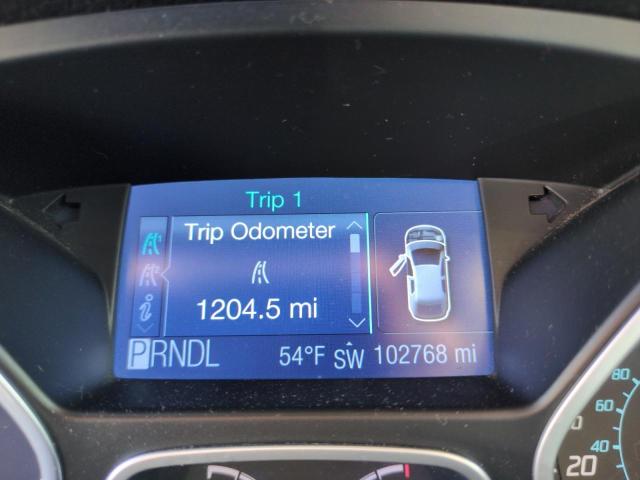 Trip 1
Trip Odometer
1204.5 mi
PRNDL 54°F SW 102768 mi
80
60
40
20